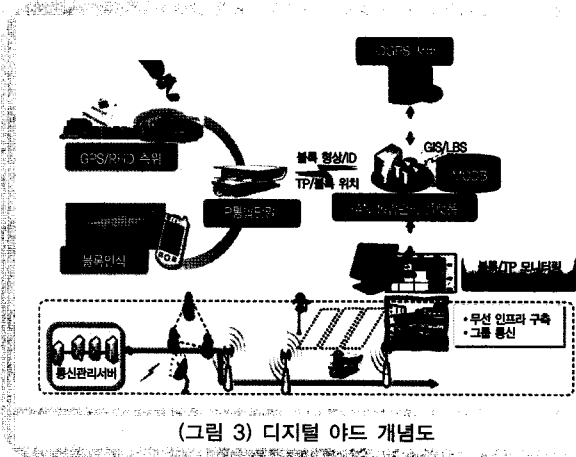 DGPS 서버
GPS/RFID 측위
블록 형상/ID
GIS/LBS
TP/블록 위치
블록인식
블록/TP 모니터링
• 무선 인프라 구축
• 그룹 통신
통신관리서버
(그림 3) 디지털 야드 개념도